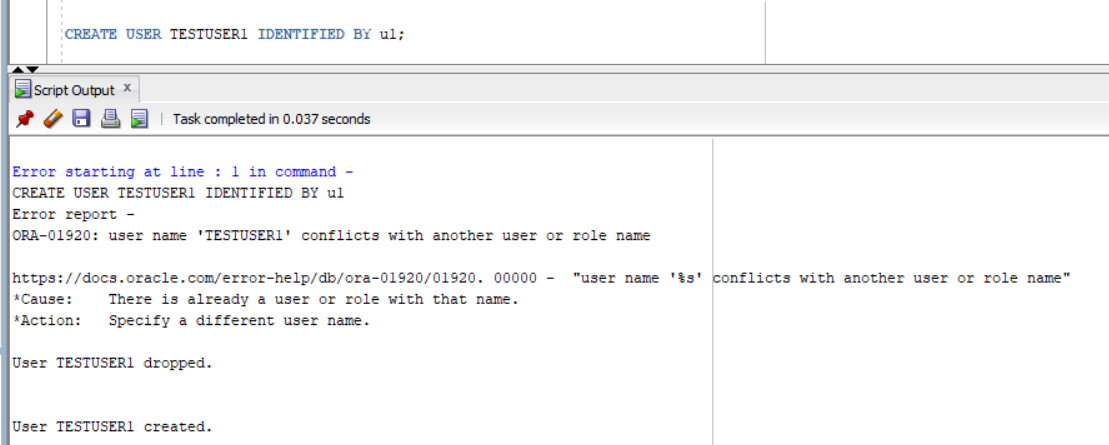 CREATE USER TESTUSER1 IDENTIFIED BY u1;
Script Output x
Task completed in 0.037 seconds
Error starting at line : 1 in command -
CREATE USER TESTUSER1 IDENTIFIED BY u1
Error report -
ORA-01920: user name 'TESTUSER1' conflicts with another user or role name
https://docs.oracle.com/error-help/db/ora-01920/01920. 00000 -  "user name '%s' conflicts with another user or role name"
*Cause:    There is already a user or role with that name.
*Action:   Specify a different user name.
User TESTUSER1 dropped.
User TESTUSER1 created.